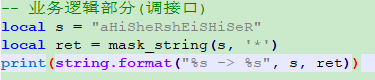 -- 业务逻辑部分(调接口)
local s = "aHiSheRshEiSHiSeR"
local ret = mask_string(s, '*')
print(string.format("%s -> %s", s, ret))